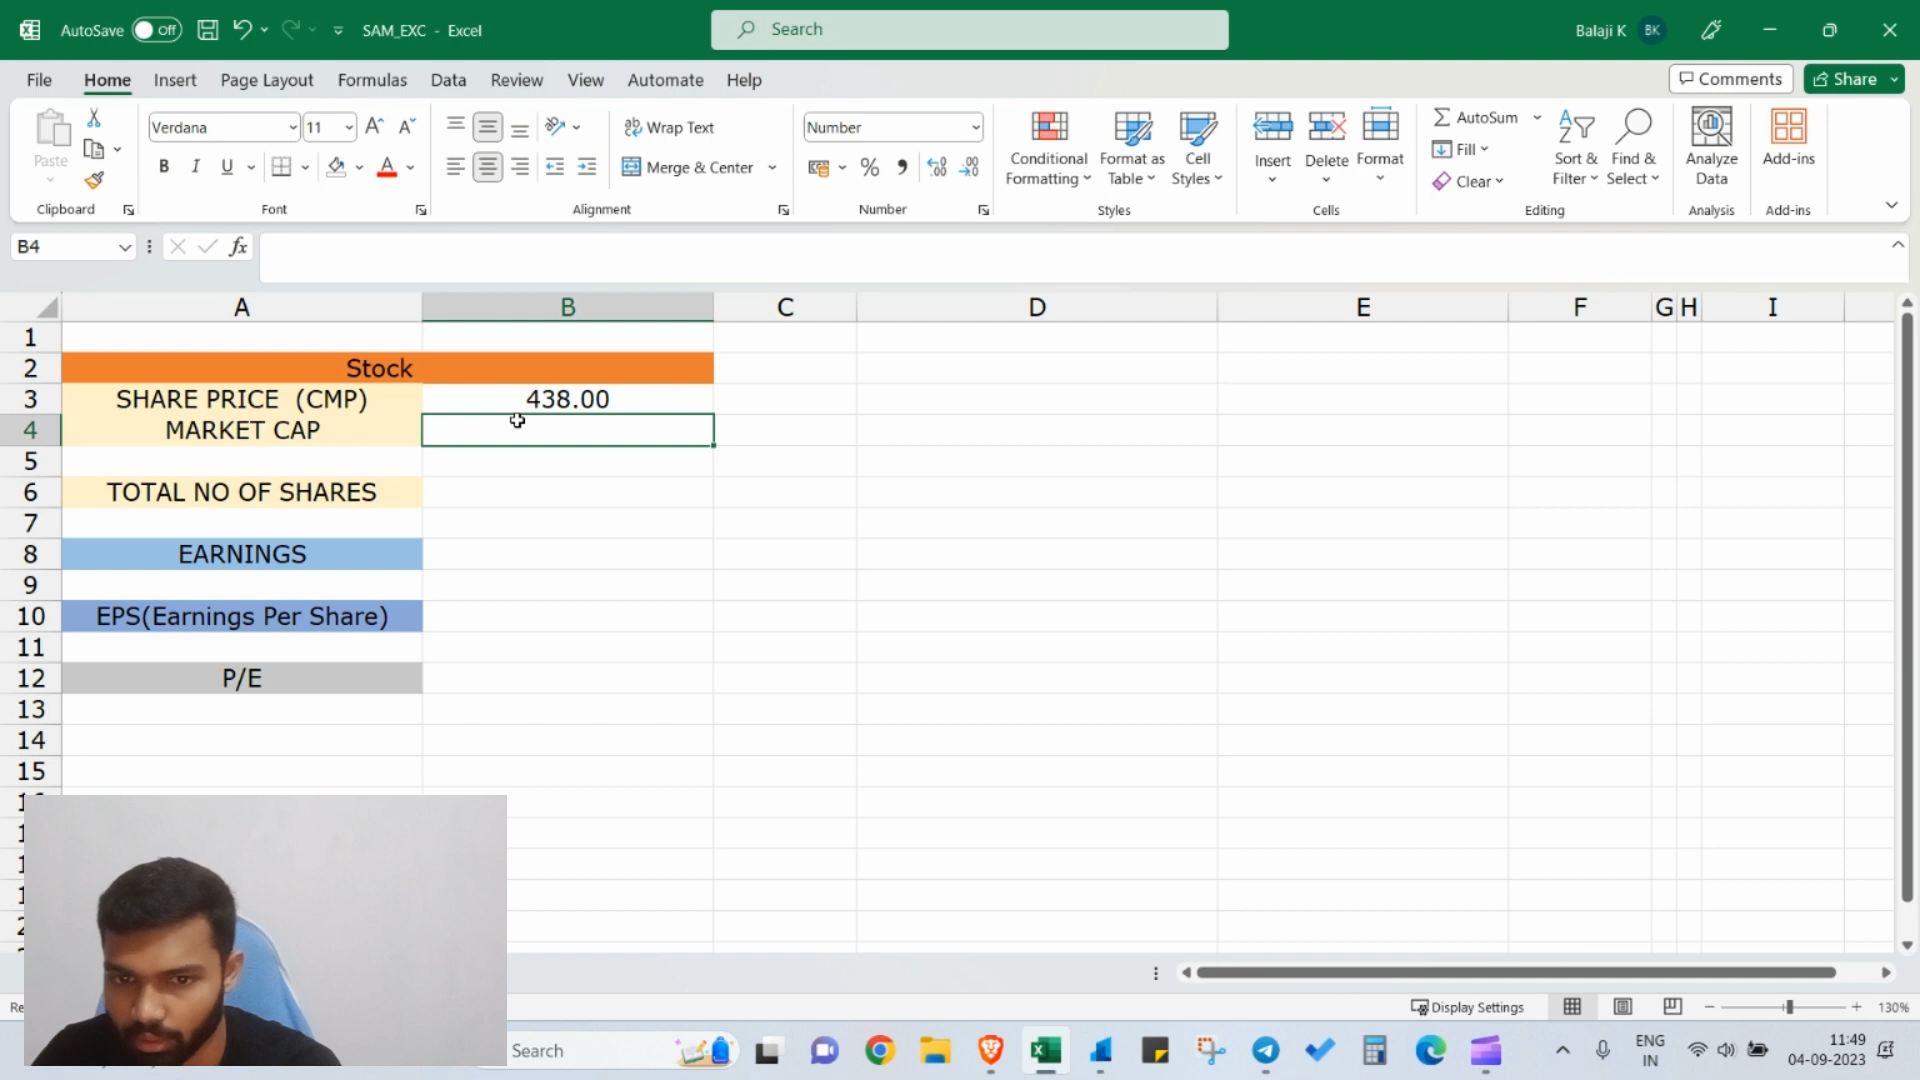 AutoSave Off SAM_EXC - Excel Search Balaji K BK
File Home Insert Page Layout Formulas Data Review View Automate Help Comments Share
Paste
Clipboard
Verdana 11
B I U A
Font
Wrap Text
Merge & Center
Alignment
Number
%
Number
Conditional Formatting
Format as Table
Cell Styles
Styles
Insert
Delete
Format
Cells
AutoSum
Fill
Clear
Sort & Filter
Find & Select
Editing
Analyze Data
Analysis
Add-ins
Add-ins
B4 fx
A B C D E F G H I
1
2 Stock
3 SHARE PRICE (CMP) 438.00
4 MARKET CAP
5
6 TOTAL NO OF SHARES
7
8 EARNINGS
9
10 EPS(Earnings Per Share)
11
12 P/E
13
14
15
Display Settings 130%
Search
ENG IN
11:49
04-09-2023